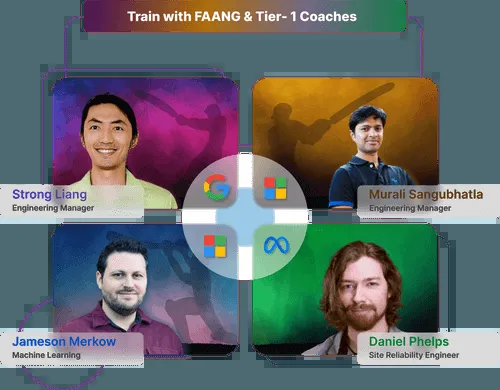 Train with FAANG & Tier- 1 Coaches
Strong Liang
Engineering Manager
Murali Sangubhatla
Engineering Manager
Jameson Merkow
Machine Learning
Daniel Phelps
Site Reliability Engineer